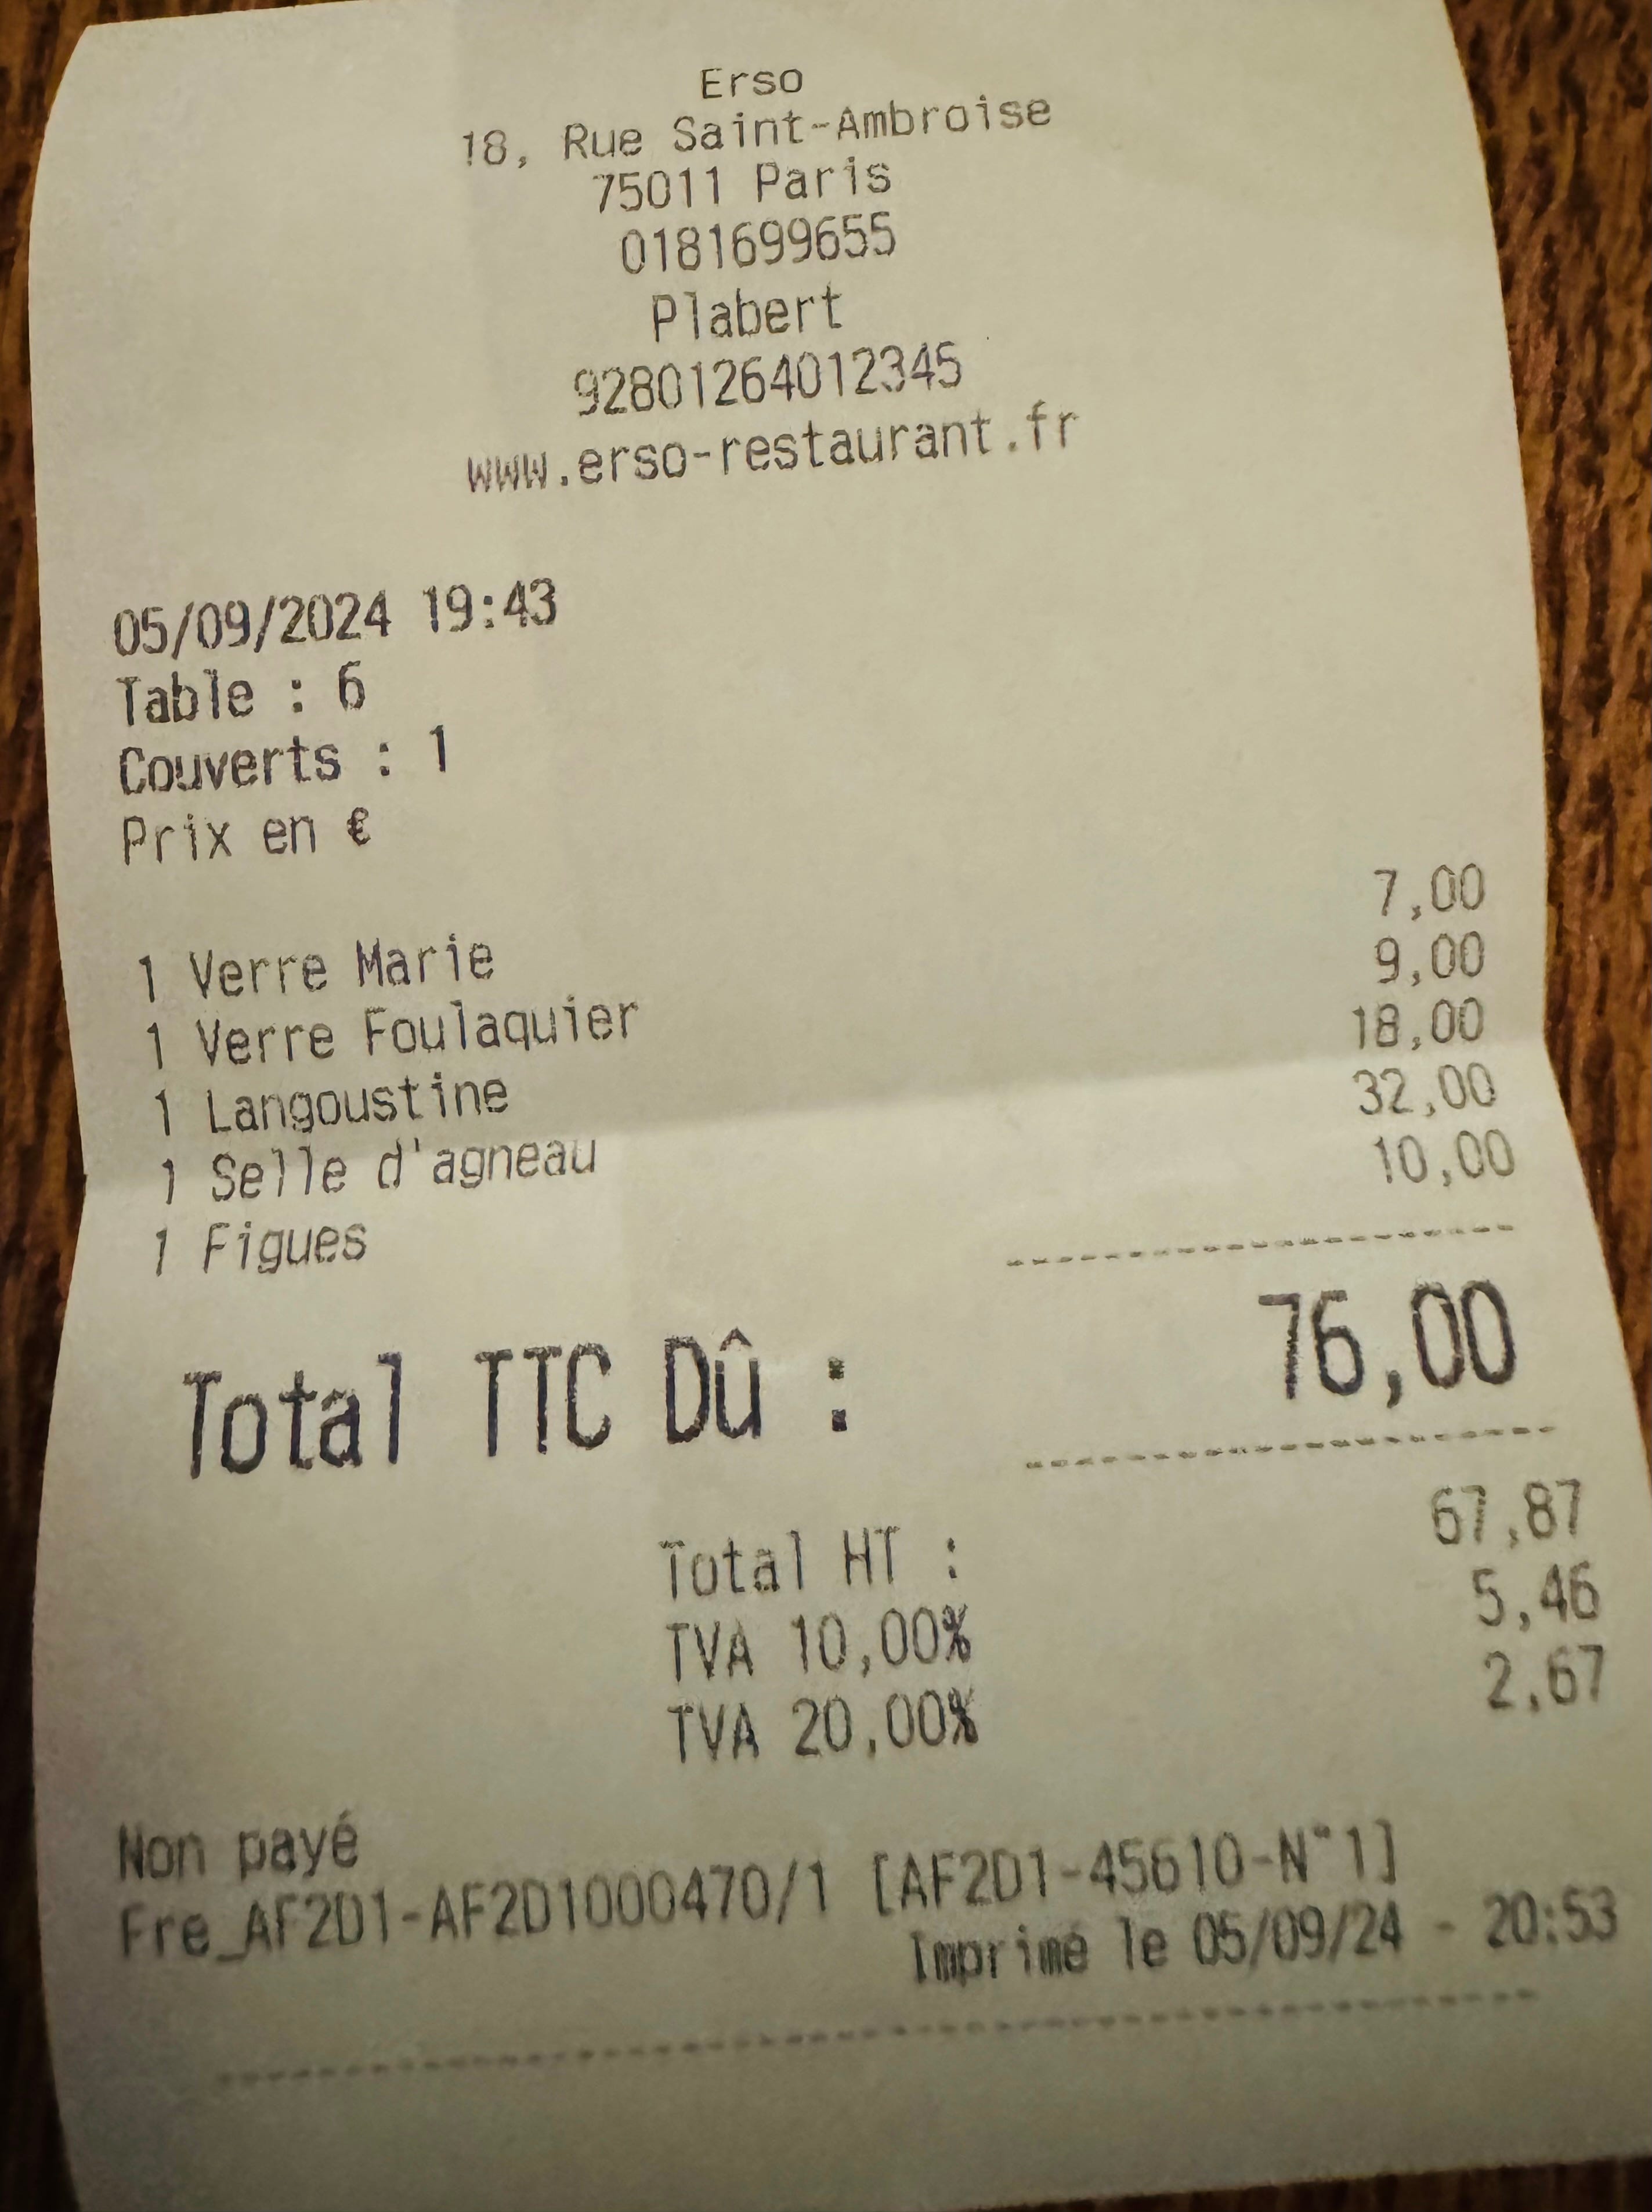 Erso
18, Rue Saint-Ambroise
75011 Paris
0181699655
Plabert
92801264012345
www.erso-restaurant.fr
05/09/2024 19:43
Table : 6
Couverts : 1
Prix en €
1 Verre Marie 7,00
1 Verre Foulaquier 9,00
1 Langoustine 18,00
1 Selle d'agneau 32,00
1 Figues 10,00
Total TTC Dû : 76,00
Total HT : 67,87
TVA 10,00% 5,46
TVA 20,00% 2,67
Non payé
Fre_AF2D1-AF2D1000470/1 [AF2D1-45610-N°1]
Imprimé le 05/09/24 - 20:53